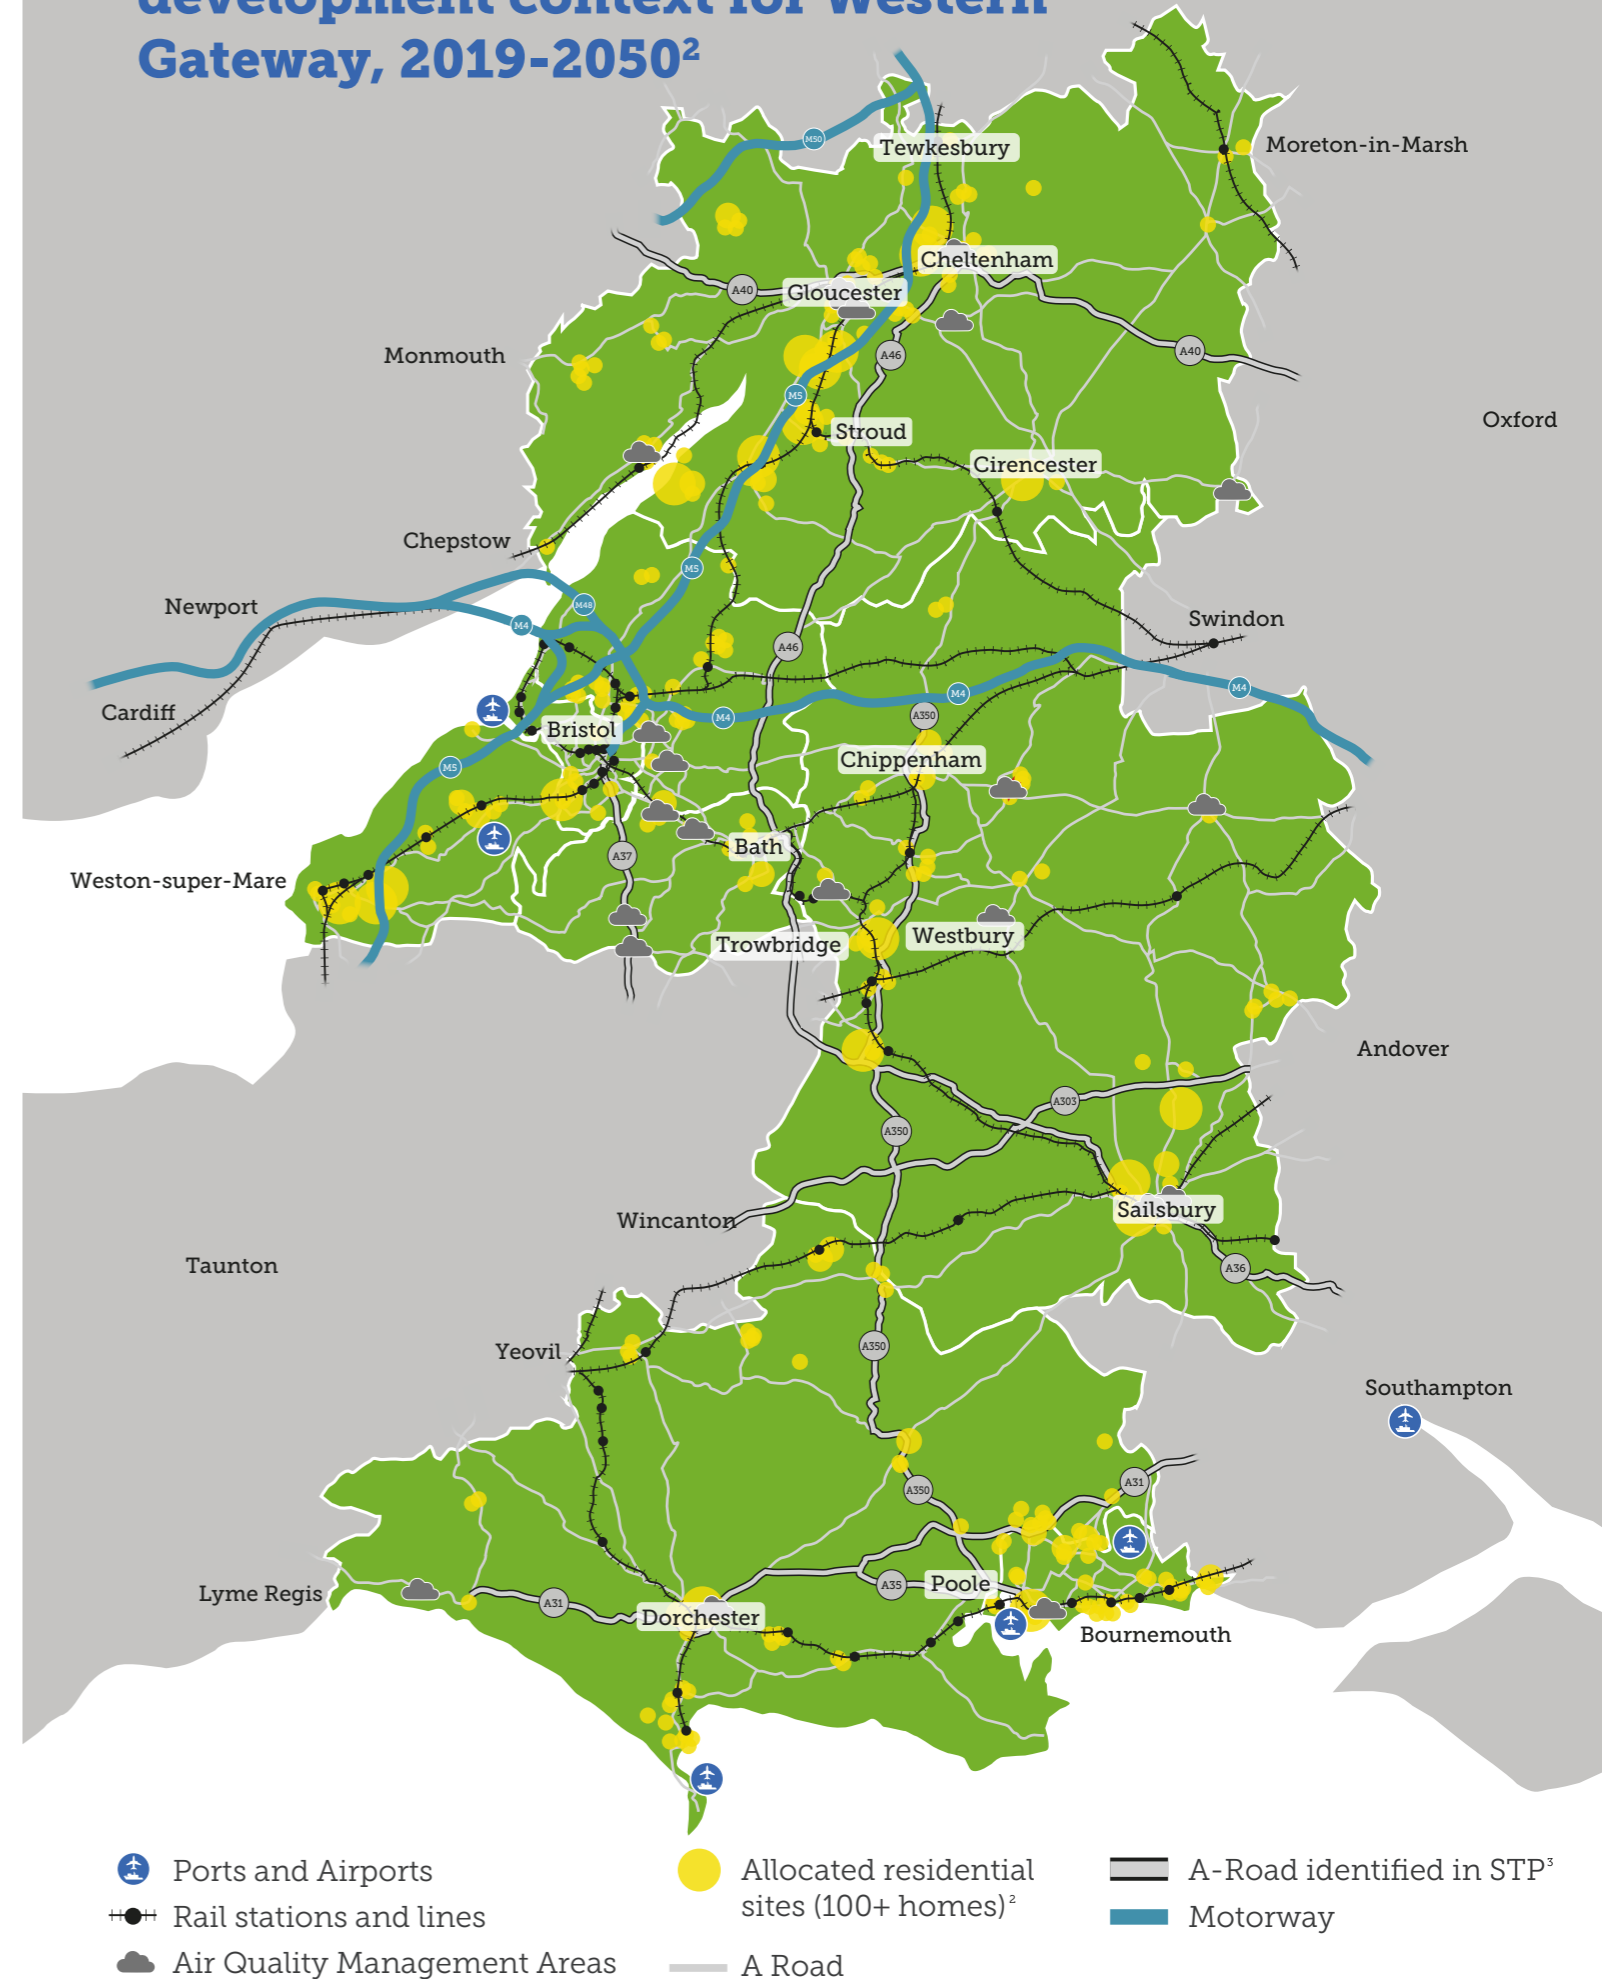 development context for Western
Gateway, 2019-2050²
M50
Tewkesbury
Moreton-in-Marsh
Cheltenham
A40
Gloucester
Monmouth
A46
A40
M5
Oxford
Stroud
Cirencester
Chepstow
M5
Newport
M48
M4
Swindon
A46
M4
M4
Cardiff
M4
A350
Bristol
M5
Chippenham
Bath
A37
Weston-super-Mare
Trowbridge
Westbury
Andover
A303
A350
Wincanton
Sailsbury
Taunton
A36
A350
Yeovil
Southampton
A31
A350
Lyme Regis
A31
A35
Poole
Dorchester
Bournemouth
Ports and Airports
Rail stations and lines
Air Quality Management Areas
Allocated residential
sites (100+ homes)²
A Road
A-Road identified in STP³
Motorway